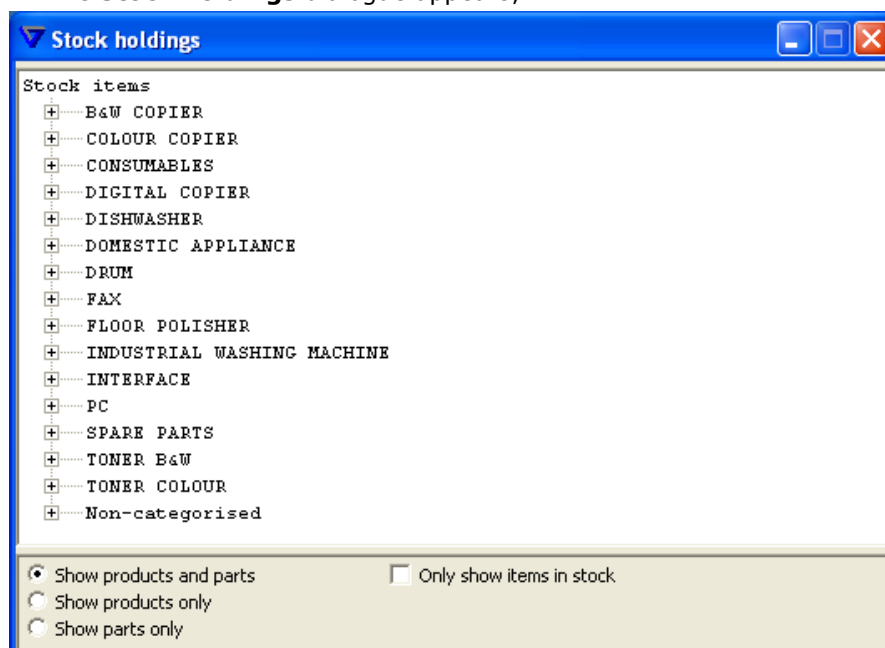 Stock holdings
Stock items
B&W COPIER
COLOUR COPIER
CONSUMABLES
DIGITAL COPIER
DISHWASHER
DOMESTIC APPLIANCE
DRUM
FAX
FLOOR POLISHER
INDUSTRIAL WASHING MACHINE
INTERFACE
PC
SPARE PARTS
TONER B&W
TONER COLOUR
Non-categorised
Show products and parts Only show items in stock
Show products only
Show parts only